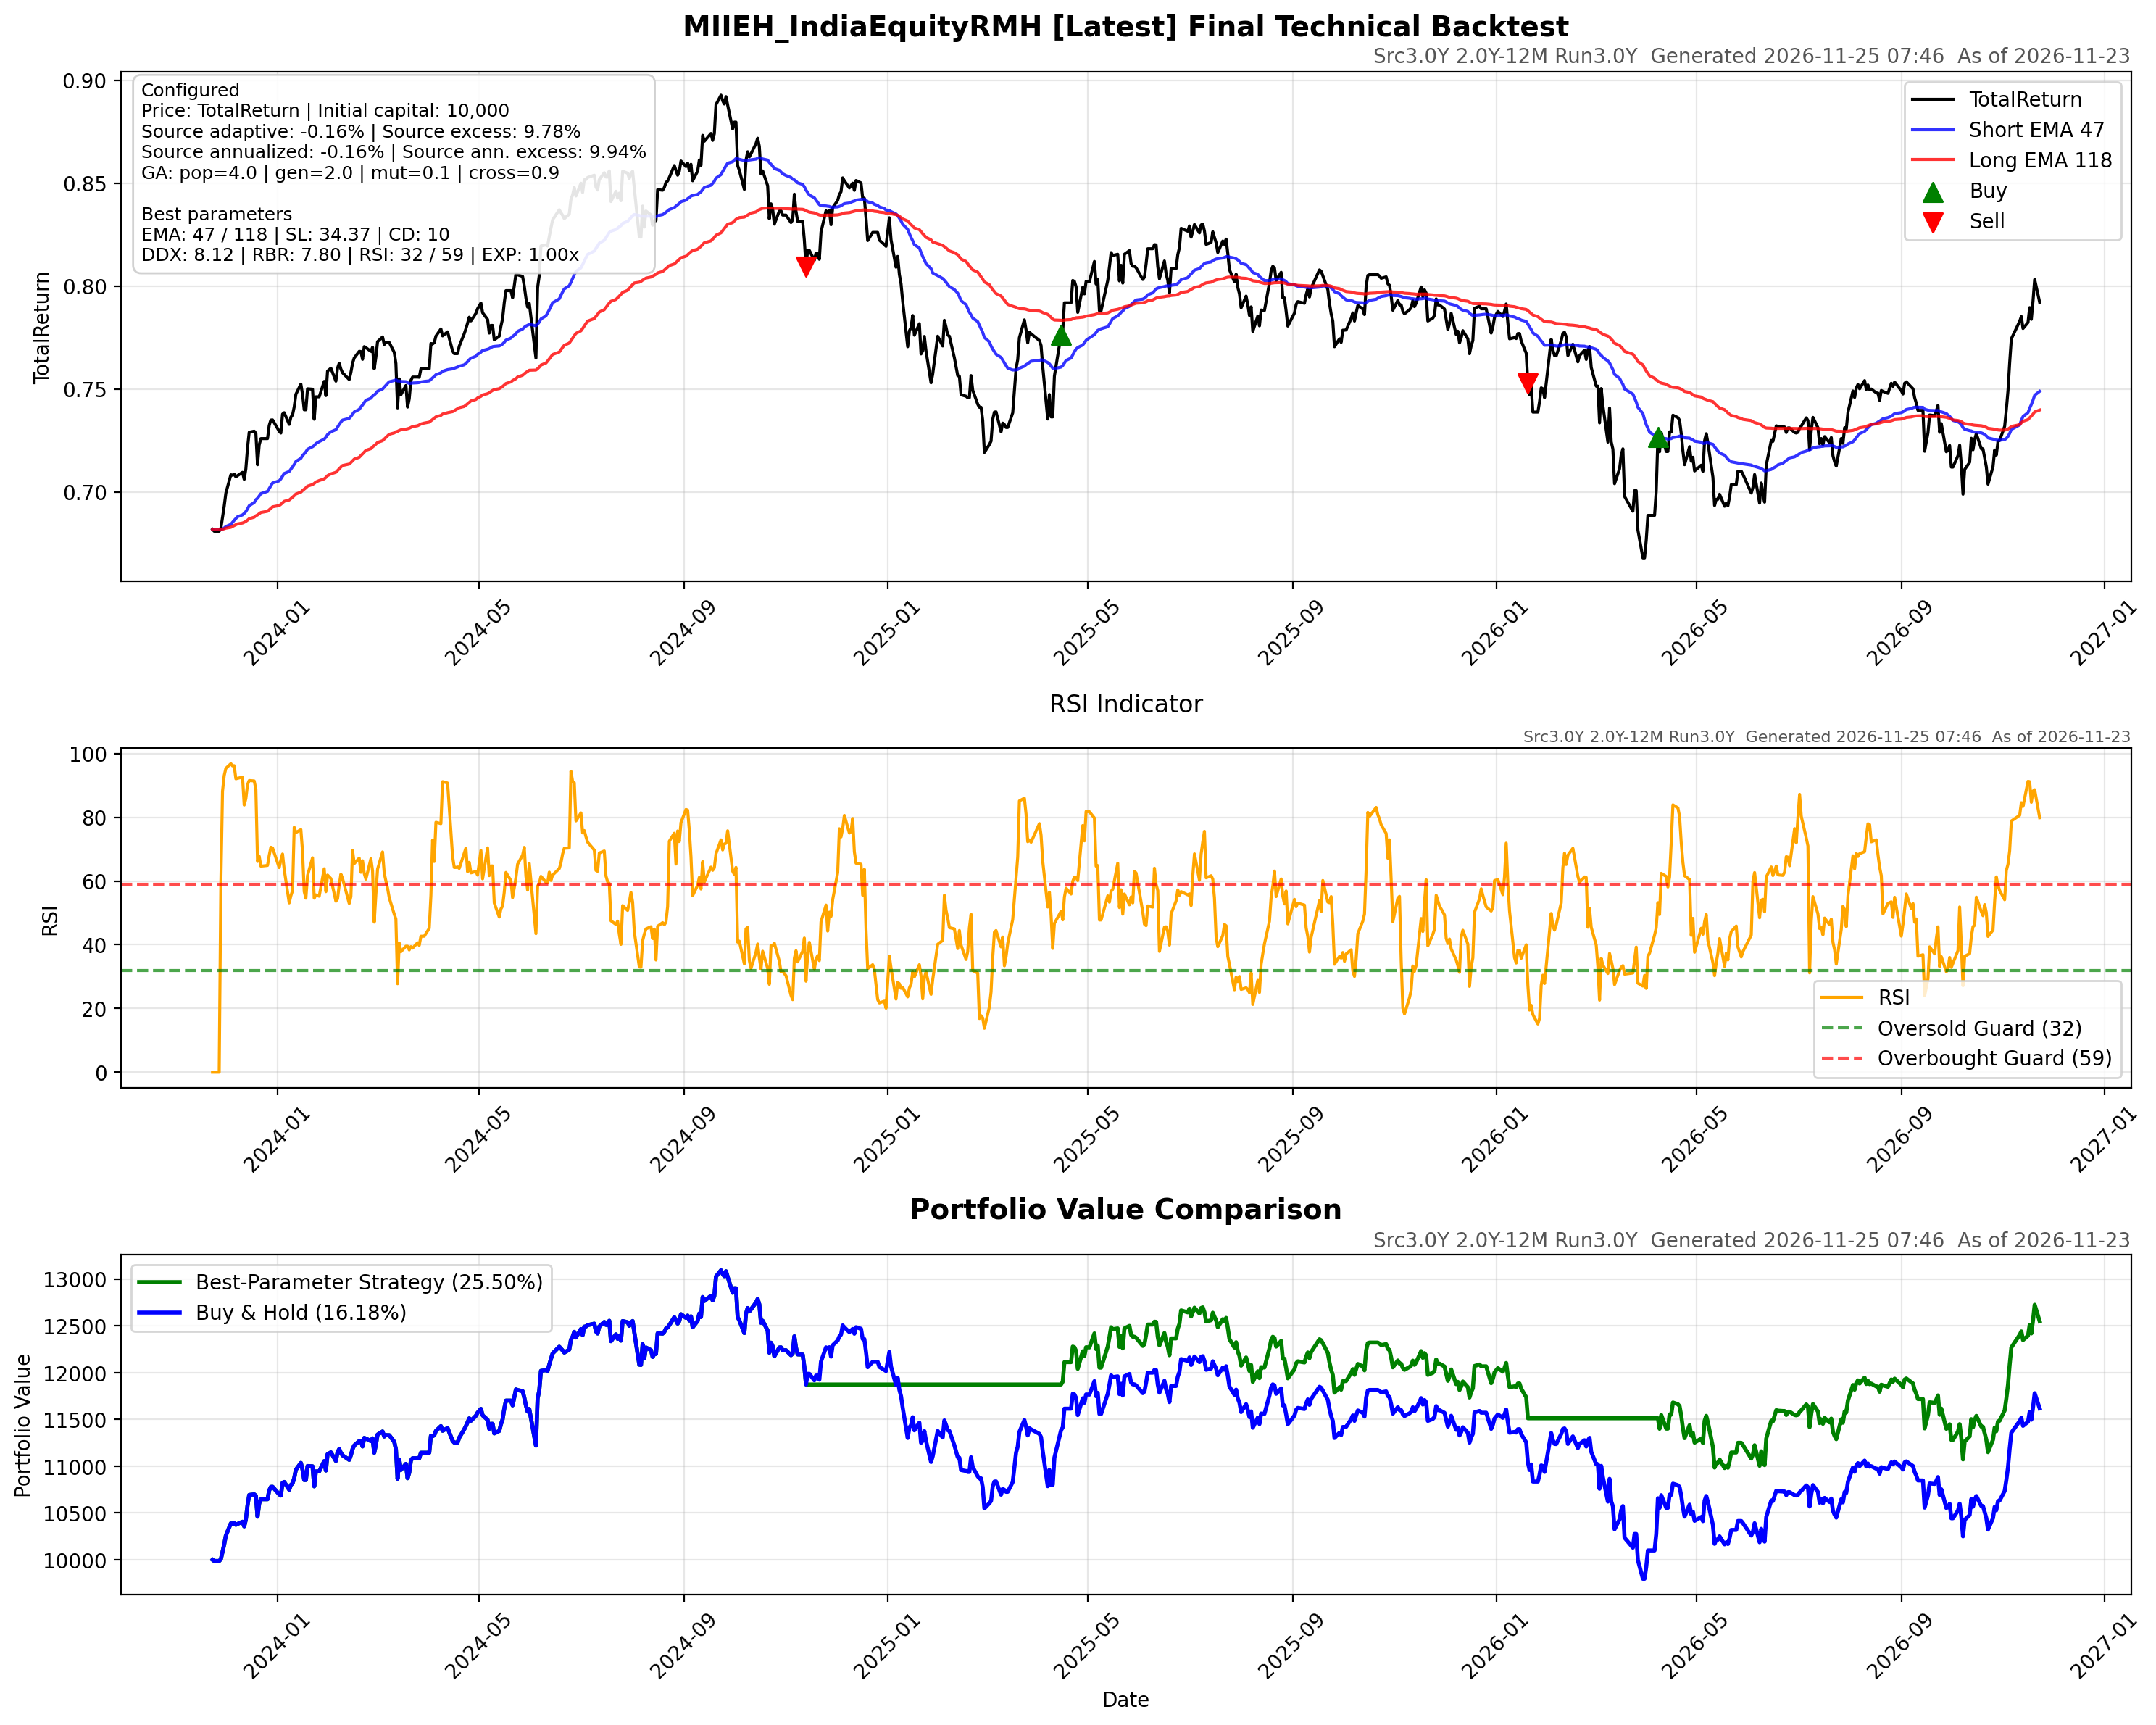 MIIEH_IndiaEquityRMH [Latest] Final Technical Backtest
Src3.0Y 2.0Y-12M Run3.0Y  Generated 2026-11-25 07:46  As of 2026-11-23
Configured
Price: TotalReturn | Initial capital: 10,000
Source adaptive: -0.16% | Source excess: 9.78%
Source annualized: -0.16% | Source ann. excess: 9.94%
GA: pop=4.0 | gen=2.0 | mut=0.1 | cross=0.9
Best parameters
EMA: 47 / 118 | SL: 34.37 | CD: 10
DDX: 8.12 | RBR: 7.80 | RSI: 32 / 59 | EXP: 1.00x
TotalReturn
Short EMA 47
Long EMA 118
Buy
Sell
TotalReturn
0.90
0.85
0.80
0.75
0.70
2024-01
2024-05
2024-09
2025-01
2025-05
2025-09
2026-01
2026-05
2026-09
2027-01
RSI Indicator
Src3.0Y 2.0Y-12M Run3.0Y  Generated 2026-11-25 07:46  As of 2026-11-23
RSI
100
80
60
40
20
0
RSI
Oversold Guard (32)
Overbought Guard (59)
2024-01
2024-05
2024-09
2025-01
2025-05
2025-09
2026-01
2026-05
2026-09
2027-01
Portfolio Value Comparison
Src3.0Y 2.0Y-12M Run3.0Y  Generated 2026-11-25 07:46  As of 2026-11-23
Best-Parameter Strategy (25.50%)
Buy & Hold (16.18%)
Portfolio Value
13000
12500
12000
11500
11000
10500
10000
2024-01
2024-05
2024-09
2025-01
2025-05
2025-09
2026-01
2026-05
2026-09
2027-01
Date